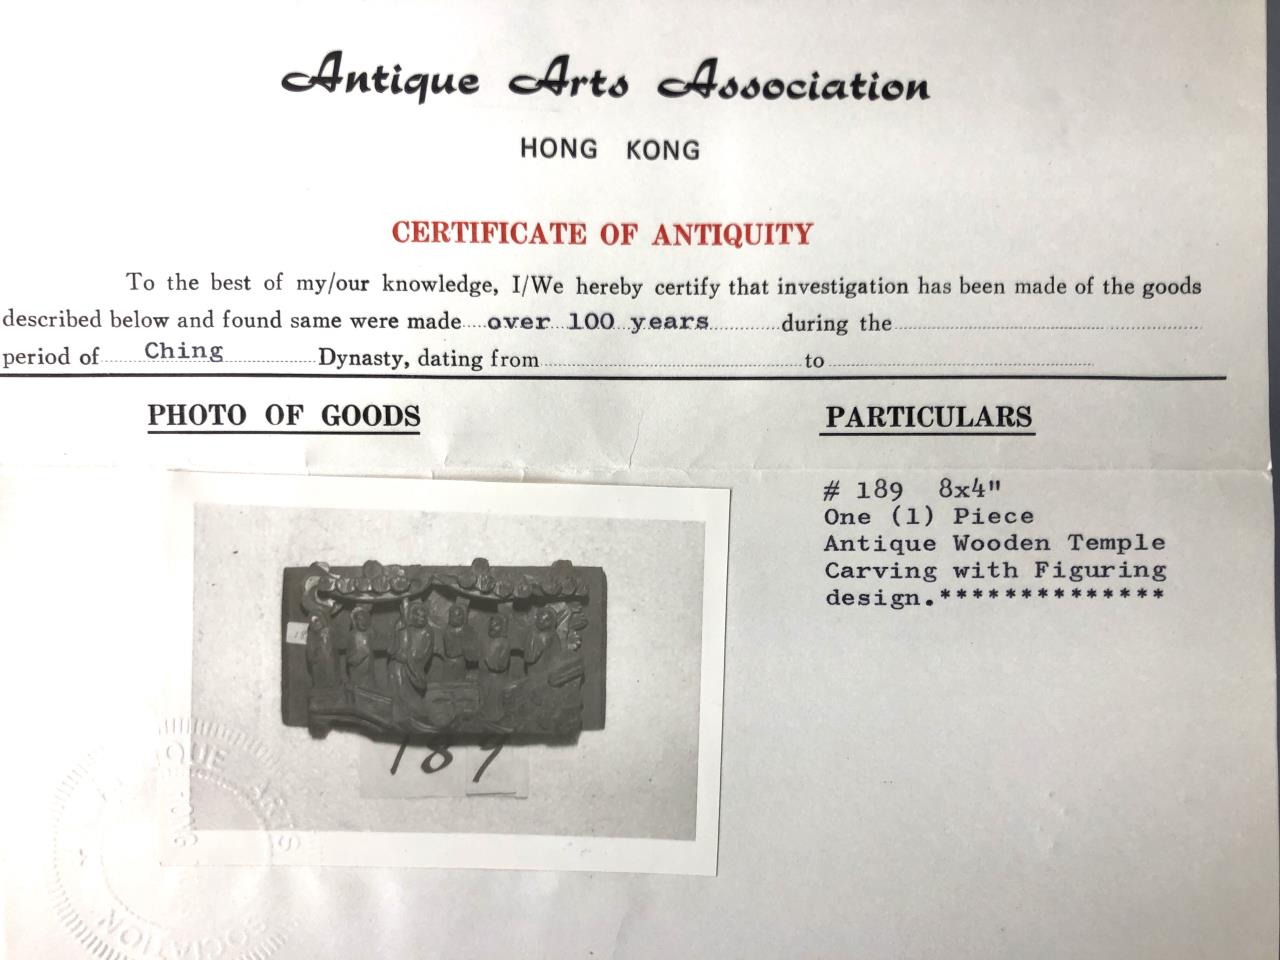 Antique Arts Association
HONG KONG
CERTIFICATE OF ANTIQUITY
To the best of my/our knowledge, I/We hereby certify that investigation has been made of the goods
described below and found same were made over 100 years during the
period of Ching Dynasty, dating from to
PHOTO OF GOODS
PARTICULARS
# 189 8x4"
One (1) Piece
Antique Wooden Temple
Carving with Figuring
design.**************
189